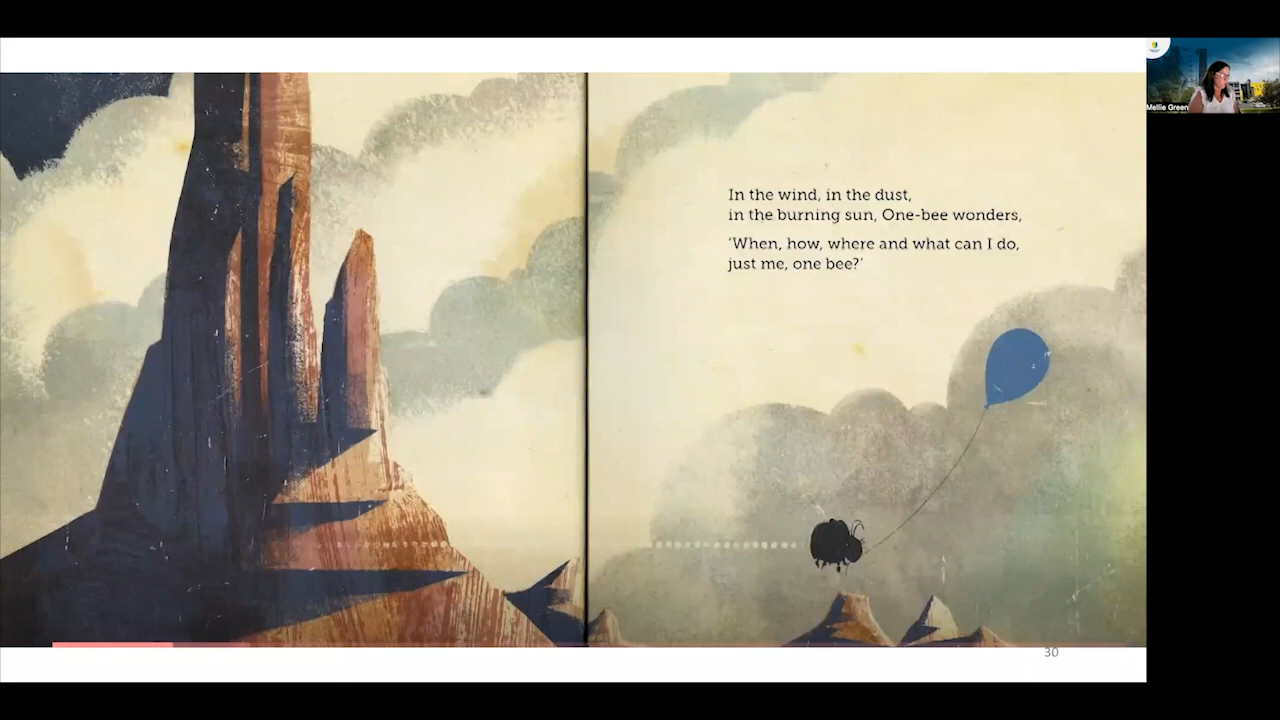 In the wind, in the dust,
in the burning sun, One-bee wonders,
‘When, how, where and what can I do,
just me, one bee?’
30
Mellie Green